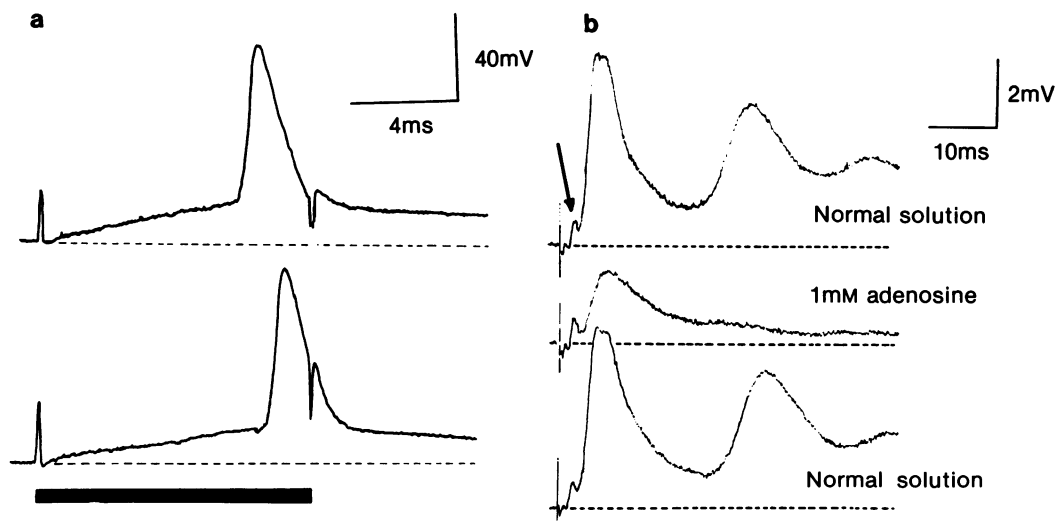 a
40mV
4ms
b
2mV
10ms
Normal solution
1mM adenosine
Normal solution